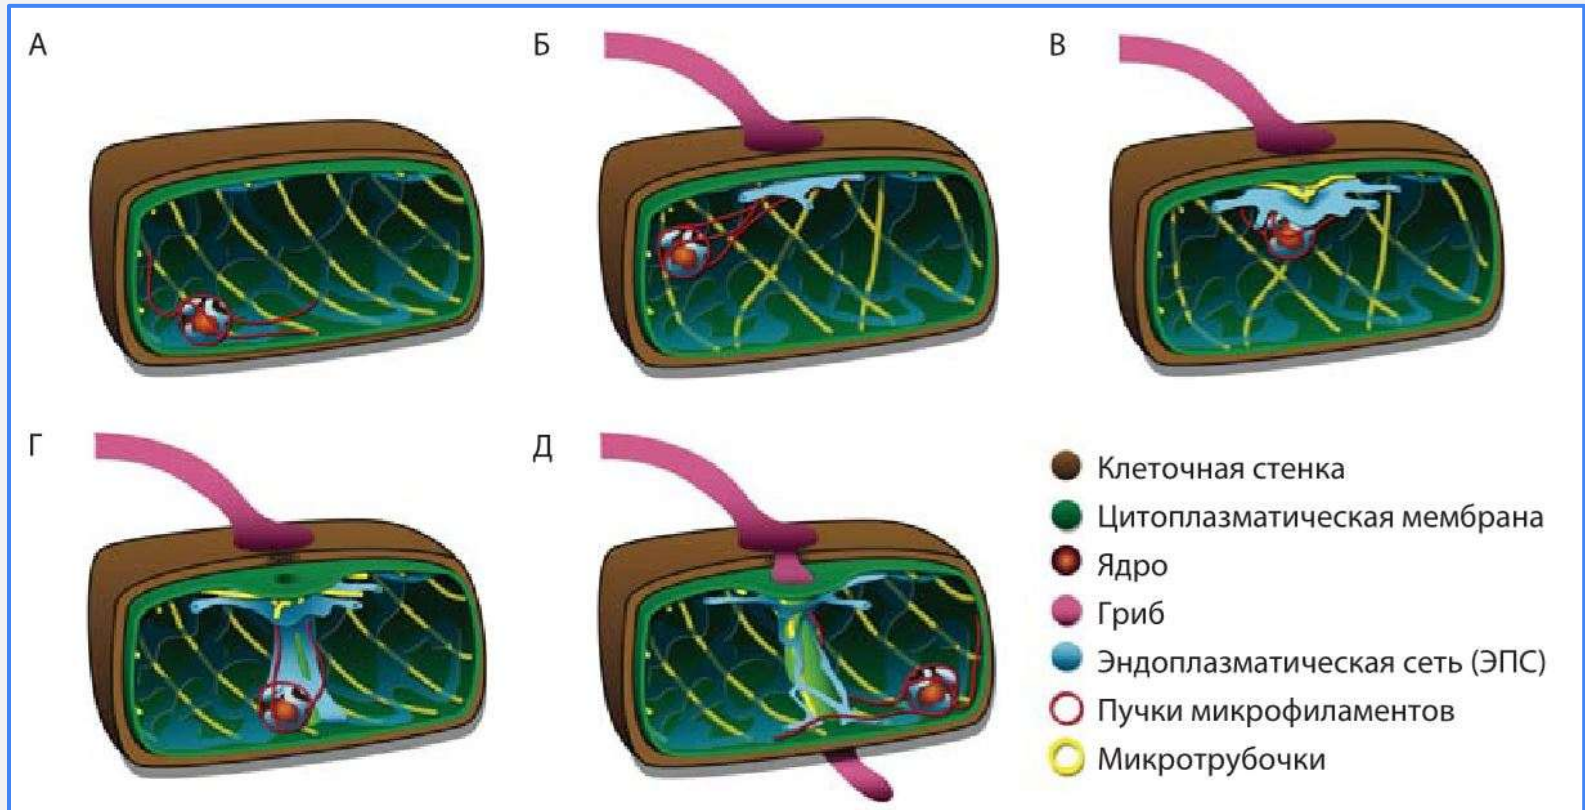 А
Б
В
Г
Д
Клеточная стенка
Цитоплазматическая мембрана
Ядро
Гриб
Эндоплазматическая сеть (ЭПС)
Пучки микрофиламентов
Микротрубочки